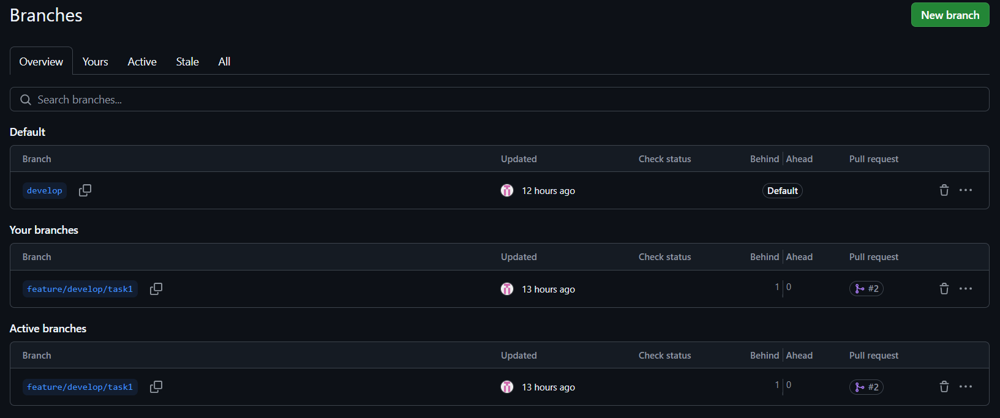 Branches
New branch
Overview Yours Active Stale All
Search branches...
Default
Branch Updated Check status Behind Ahead Pull request
develop 12 hours ago Default
Your branches
Branch Updated Check status Behind Ahead Pull request
feature/develop/task1 13 hours ago 1 0 #2
Active branches
Branch Updated Check status Behind Ahead Pull request
feature/develop/task1 13 hours ago 1 0 #2